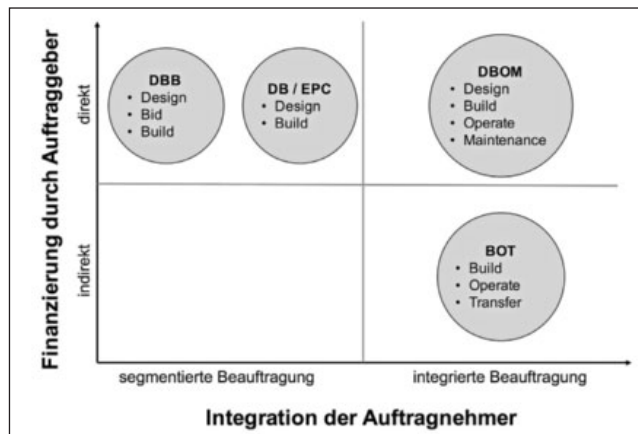 Finanzierung durch Auftraggeber
direkt
indirekt
DBB
• Design
• Bid
• Build
DB / EPC
• Design
• Build
DBOM
• Design
• Build
• Operate
• Maintenance
BOT
• Build
• Operate
• Transfer
segmentierte Beauftragung
integrierte Beauftragung
Integration der Auftragnehmer